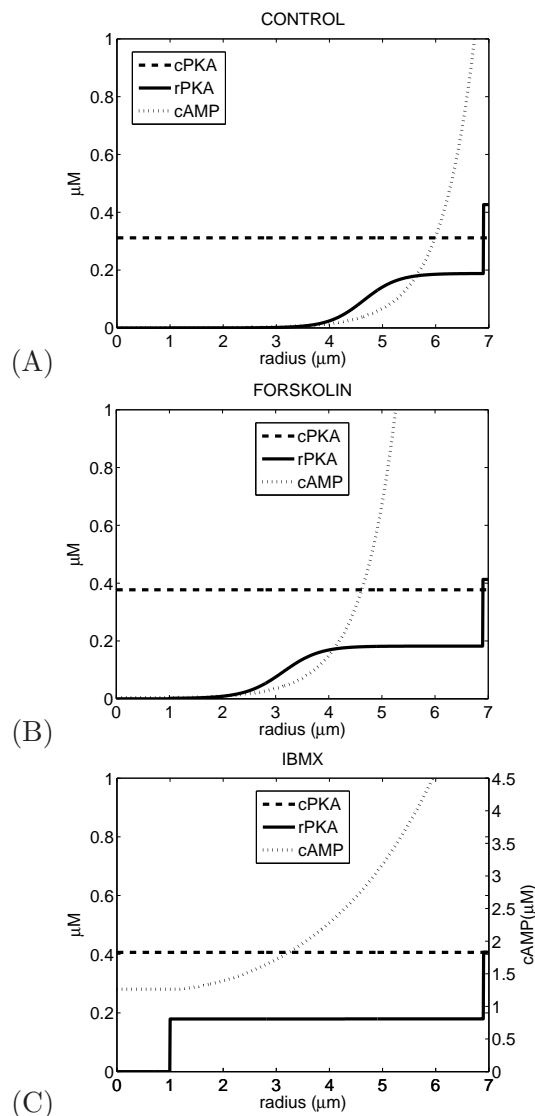 CONTROL
cPKA
rPKA
cAMP
1
0.8
0.6
0.4
0.2
0
μM
0 1 2 3 4 5 6 7
radius (μm)
(A)
FORSKOLIN
cPKA
rPKA
cAMP
1
0.8
0.6
0.4
0.2
0
μM
0 1 2 3 4 5 6 7
radius (μm)
(B)
IBMX
cPKA
rPKA
cAMP
1
0.8
0.6
0.4
0.2
0
μM
4.5
4
3.5
3
2.5
2
1.5
1
0.5
0
cAMP(μM)
0 1 2 3 4 5 6 7
radius (μm)
(C)